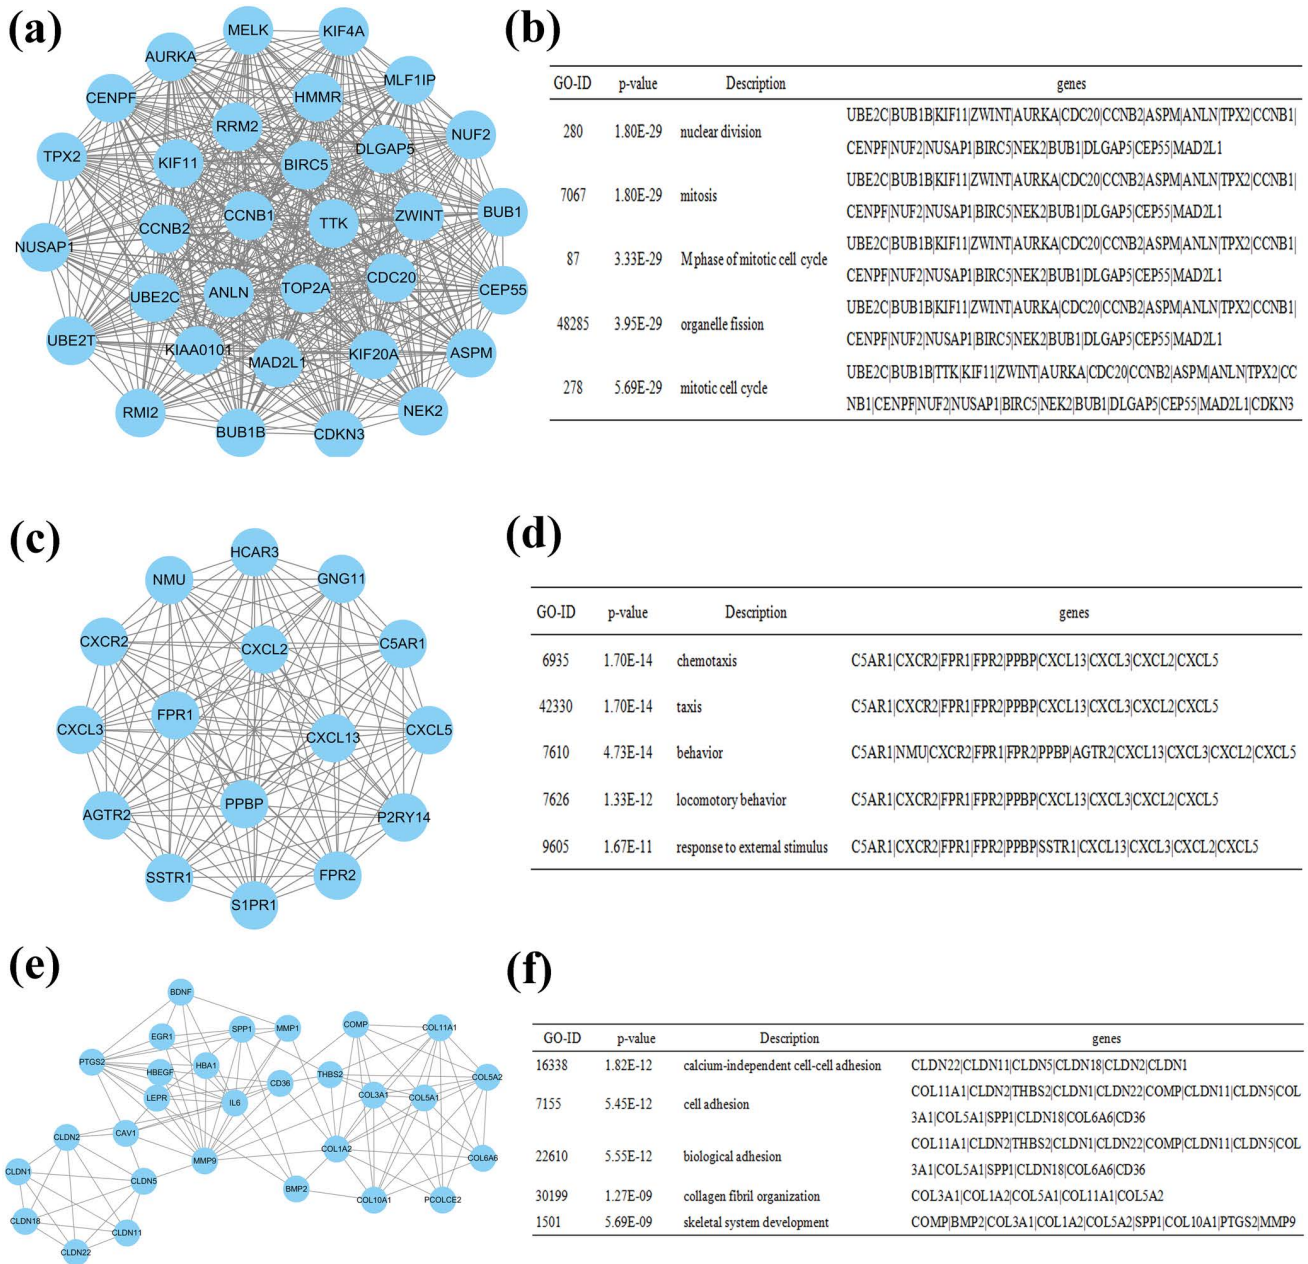 (a)
MELK
KIF4A
AURKA
MLF1IP
CENPF
HMMR
RRM2
NUF2
DLGAP5
TPX2
KIF11
BIRC5
BUB1
CCNB1
TTK
ZWINT
CCNB2
NUSAP1
CDC20
CEP55
UBE2C
ANLN
TOP2A
UBE2T
KIAA0101
MAD2L1
KIF20A
ASPM
RMI2
NEK2
BUB1B
CDKN3
(b)
GO-ID p-value Description genes
280 1.80E-29 nuclear division UBE2C|BUB1B|KIF11|ZWINT|AURKA|CDC20|CCNB2|ASPM|ANLN|TPX2|CCNB1|
CENPF|NUF2|NUSAP1|BIRC5|NEK2|BUB1|DLGAP5|CEP55|MAD2L1
7067 1.80E-29 mitosis UBE2C|BUB1B|KIF11|ZWINT|AURKA|CDC20|CCNB2|ASPM|ANLN|TPX2|CCNB1|
CENPF|NUF2|NUSAP1|BIRC5|NEK2|BUB1|DLGAP5|CEP55|MAD2L1
87 3.33E-29 M phase of mitotic cell cycle UBE2C|BUB1B|KIF11|ZWINT|AURKA|CDC20|CCNB2|ASPM|ANLN|TPX2|CCNB1|
CENPF|NUF2|NUSAP1|BIRC5|NEK2|BUB1|DLGAP5|CEP55|MAD2L1
48285 3.95E-29 organelle fission UBE2C|BUB1B|KIF11|ZWINT|AURKA|CDC20|CCNB2|ASPM|ANLN|TPX2|CCNB1|
CENPF|NUF2|NUSAP1|BIRC5|NEK2|BUB1|DLGAP5|CEP55|MAD2L1
278 5.69E-29 mitotic cell cycle UBE2C|BUB1B|TTK|KIF11|ZWINT|AURKA|CDC20|CCNB2|ASPM|ANLN|TPX2|CC
NB1|CENPF|NUF2|NUSAP1|BIRC5|NEK2|BUB1|DLGAP5|CEP55|MAD2L1|CDKN3
(c)
HCAR3
NMU
GNG11
CXCR2
CXCL2
C5AR1
FPR1
CXCL3
CXCL13
CXCL5
PPBP
AGTR2
P2RY14
SSTR1
FPR2
S1PR1
(d)
GO-ID p-value Description genes
6935 1.70E-14 chemotaxis C5AR1|CXCR2|FPR1|FPR2|PPBP|CXCL13|CXCL3|CXCL2|CXCL5
42330 1.70E-14 taxis C5AR1|CXCR2|FPR1|FPR2|PPBP|CXCL13|CXCL3|CXCL2|CXCL5
7610 4.73E-14 behavior C5AR1|NMU|CXCR2|FPR1|FPR2|PPBP|AGTR2|CXCL13|CXCL3|CXCL2|CXCL5
7626 1.33E-12 locomotory behavior C5AR1|CXCR2|FPR1|FPR2|PPBP|CXCL13|CXCL3|CXCL2|CXCL5
9605 1.67E-11 response to external stimulus C5AR1|CXCR2|FPR1|FPR2|PPBP|SSTR1|CXCL13|CXCL3|CXCL2|CXCL5
(e)
BDNF
SPP1
MMP1
COMP
COL11A1
EGR1
PTGS2
HBA1
HBEGF
THBS2
COL5A2
CD36
LEPR
IL6
COL3A1
COL5A1
CLDN2
CAV1
COL1A2
MMP9
COL6A6
CLDN1
CLDN5
BMP2
COL10A1
PCOLCE2
CLDN18
CLDN11
CLDN22
(f)
GO-ID p-value Description genes
16338 1.82E-12 calcium-independent cell-cell adhesion CLDN22|CLDN11|CLDN5|CLDN18|CLDN2|CLDN1
7155 5.45E-12 cell adhesion COL11A1|CLDN2|THBS2|CLDN1|CLDN22|COMP|CLDN11|CLDN5|COL
3A1|COL5A1|SPP1|CLDN18|COL6A6|CD36
22610 5.55E-12 biological adhesion COL11A1|CLDN2|THBS2|CLDN1|CLDN22|COMP|CLDN11|CLDN5|COL
3A1|COL5A1|SPP1|CLDN18|COL6A6|CD36
30199 1.27E-09 collagen fibril organization COL3A1|COL1A2|COL5A1|COL11A1|COL5A2
1501 5.69E-09 skeletal system development COMP|BMP2|COL3A1|COL1A2|COL5A2|SPP1|COL10A1|PTGS2|MMP9